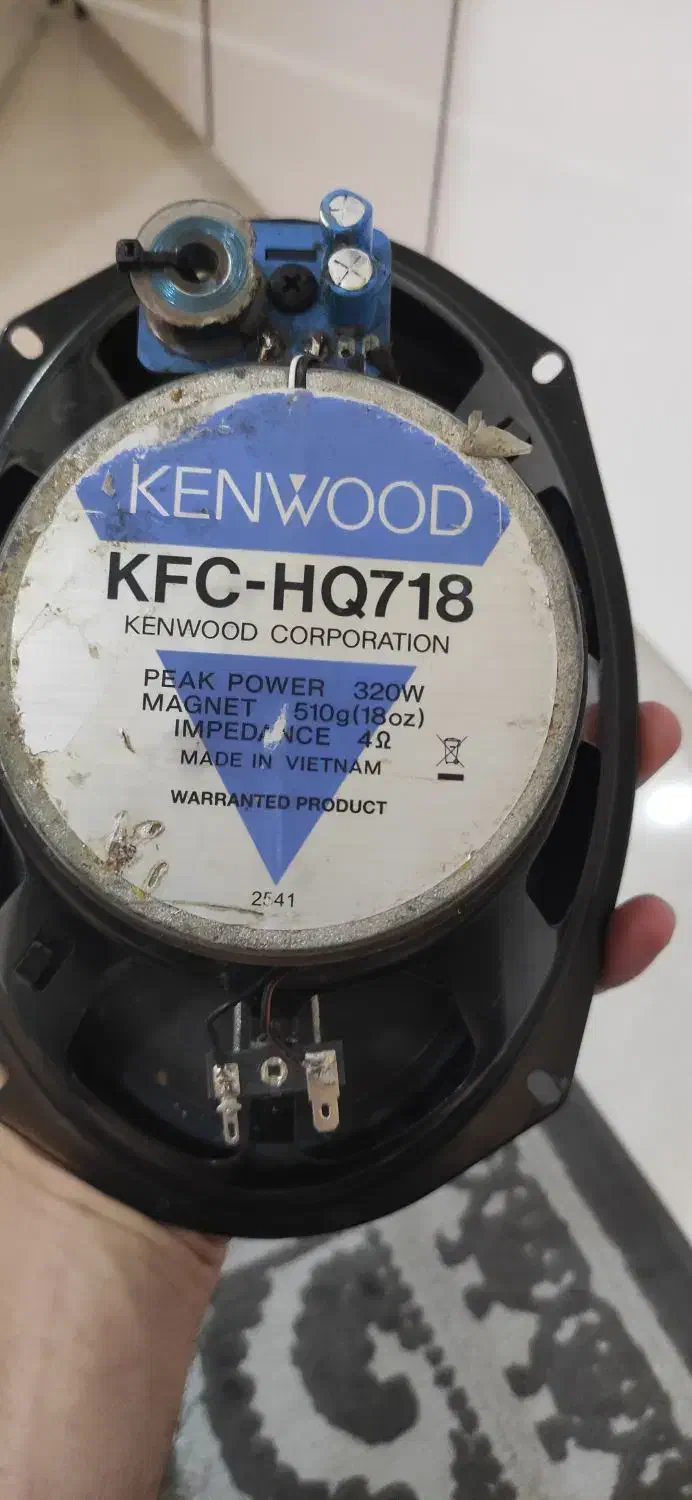 KENWOOD
KFC-HQ718
KENWOOD CORPORATION
PEAK POWER 320W
MAGNET 510g(18oz)
IMPEDANCE 4Ω
MADE IN VIETNAM
WARRANTED PRODUCT
2541